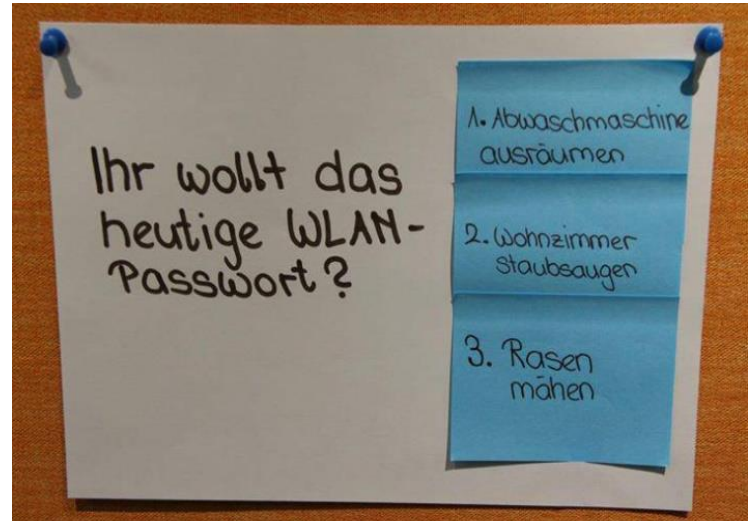 Ihr wollt das
heutige WLAN-
Passwort?
1. Abwaschmaschine
ausräumen
2. Wohnzimmer
staubsaugen
3. Rasen
mähen